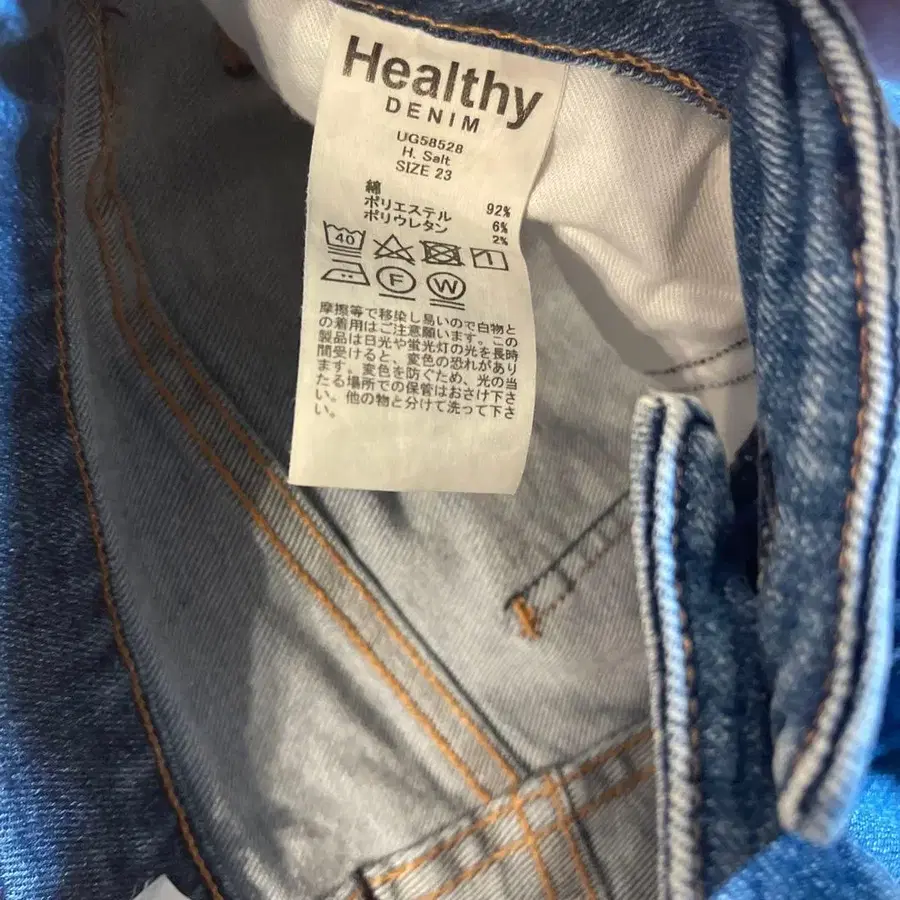 Healthy
DENIM
UG58528
H. Salt
SIZE 23
綿 92%
ポリエステル 6%
ポリウレタン 2%
40
F W
摩擦等で移染し易いので白物と
の着用はご注意願います。この
製品は日光や蛍光灯の光を長時
間受けると、変色の恐れがあり
ます。変色を防ぐため、光の当
たる場所での保管はおさけ下さ
い。他の物と分けて洗って下さ
い。